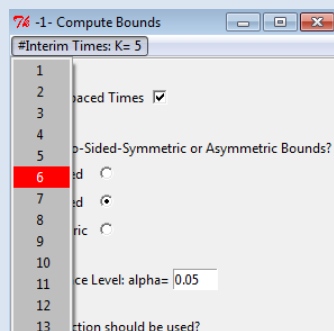 7% -1- Compute Bounds
#Interim Times: K= 5
1
2
3
4
5
6
7
8
9
10
11
12
13
paced Times
o-Sided-Symmetric or Asymmetric Bounds?
ed
ed
ric
ce Level: alpha= 0.05
ction should be used?